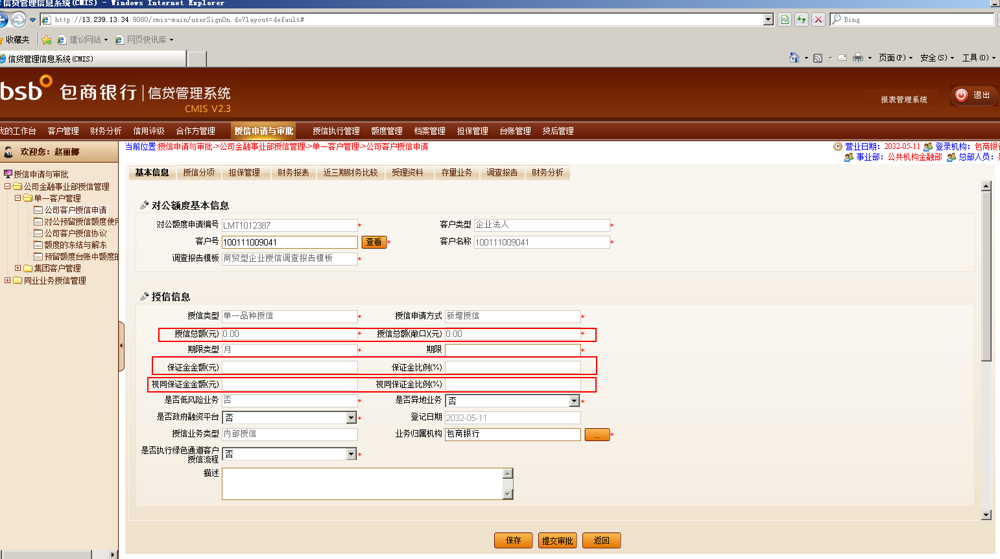 信贷管理信息系统(CMIS) - Windows Internet Explorer
http://13.239.13.34:9080/cmis-main/userSignOn.do?layout=default#
Bing
收藏夹 建议网站 网页快讯库
信贷管理信息系统(CMIS)
页面(P) 安全(S) 工具(O)
bsb 包商银行 信贷管理系统
CMIS V2.3
报表管理系统 退出
我的工作台 客户管理 财务分析 信用评级 合作方管理 授信申请与审批 授信执行管理 额度管理 档案管理 担保管理 台账管理 贷后管理
欢迎您: 赵丽娜
当前位置:授信申请与审批->公司金融事业部授信管理->单一客户管理->公司客户授信申请
营业日期: 2032-05-11 登录机构: 包商银
事业部: 公共机构金融部 总部人员:
授信申请与审批
公司金融事业部授信管理
单一客户管理
公司客户授信申请
对公预留授信额度使用
公司客户授信协议
额度的冻结与解冻
预留额度台账中额度的
集团客户管理
同业业务授信管理
基本信息 授信分项 担保管理 财务报表 近三期财务比较 受理资料 存量业务 调查报告 财务分析
对公额度基本信息
对公额度申请编号 LMT1012387 * 客户类型 企业法人 *
客户号 100111009041 查看 * 客户名称 100111009041 *
调查报告模板 商贸型企业授信调查报告模板 *
授信信息
授信类型 单一品种授信 * 授信申请方式 新增授信 *
授信总额(元) 0.00 * 授信总额(敞口)(元) 0.00 *
期限类型 月 * 期限 *
保证金金额(元) 保证金比例(%)
视同保证金金额(元) 视同保证金比例(%)
是否低风险业务 否 * 是否异地业务 否 *
是否政府融资平台 否 * 登记日期 2032-05-11
授信业务类型 内部授信 业务归属机构 包商银行 ... *
是否执行绿色通道客户
授信流程 否 *
描述
保存 提交审批 返回